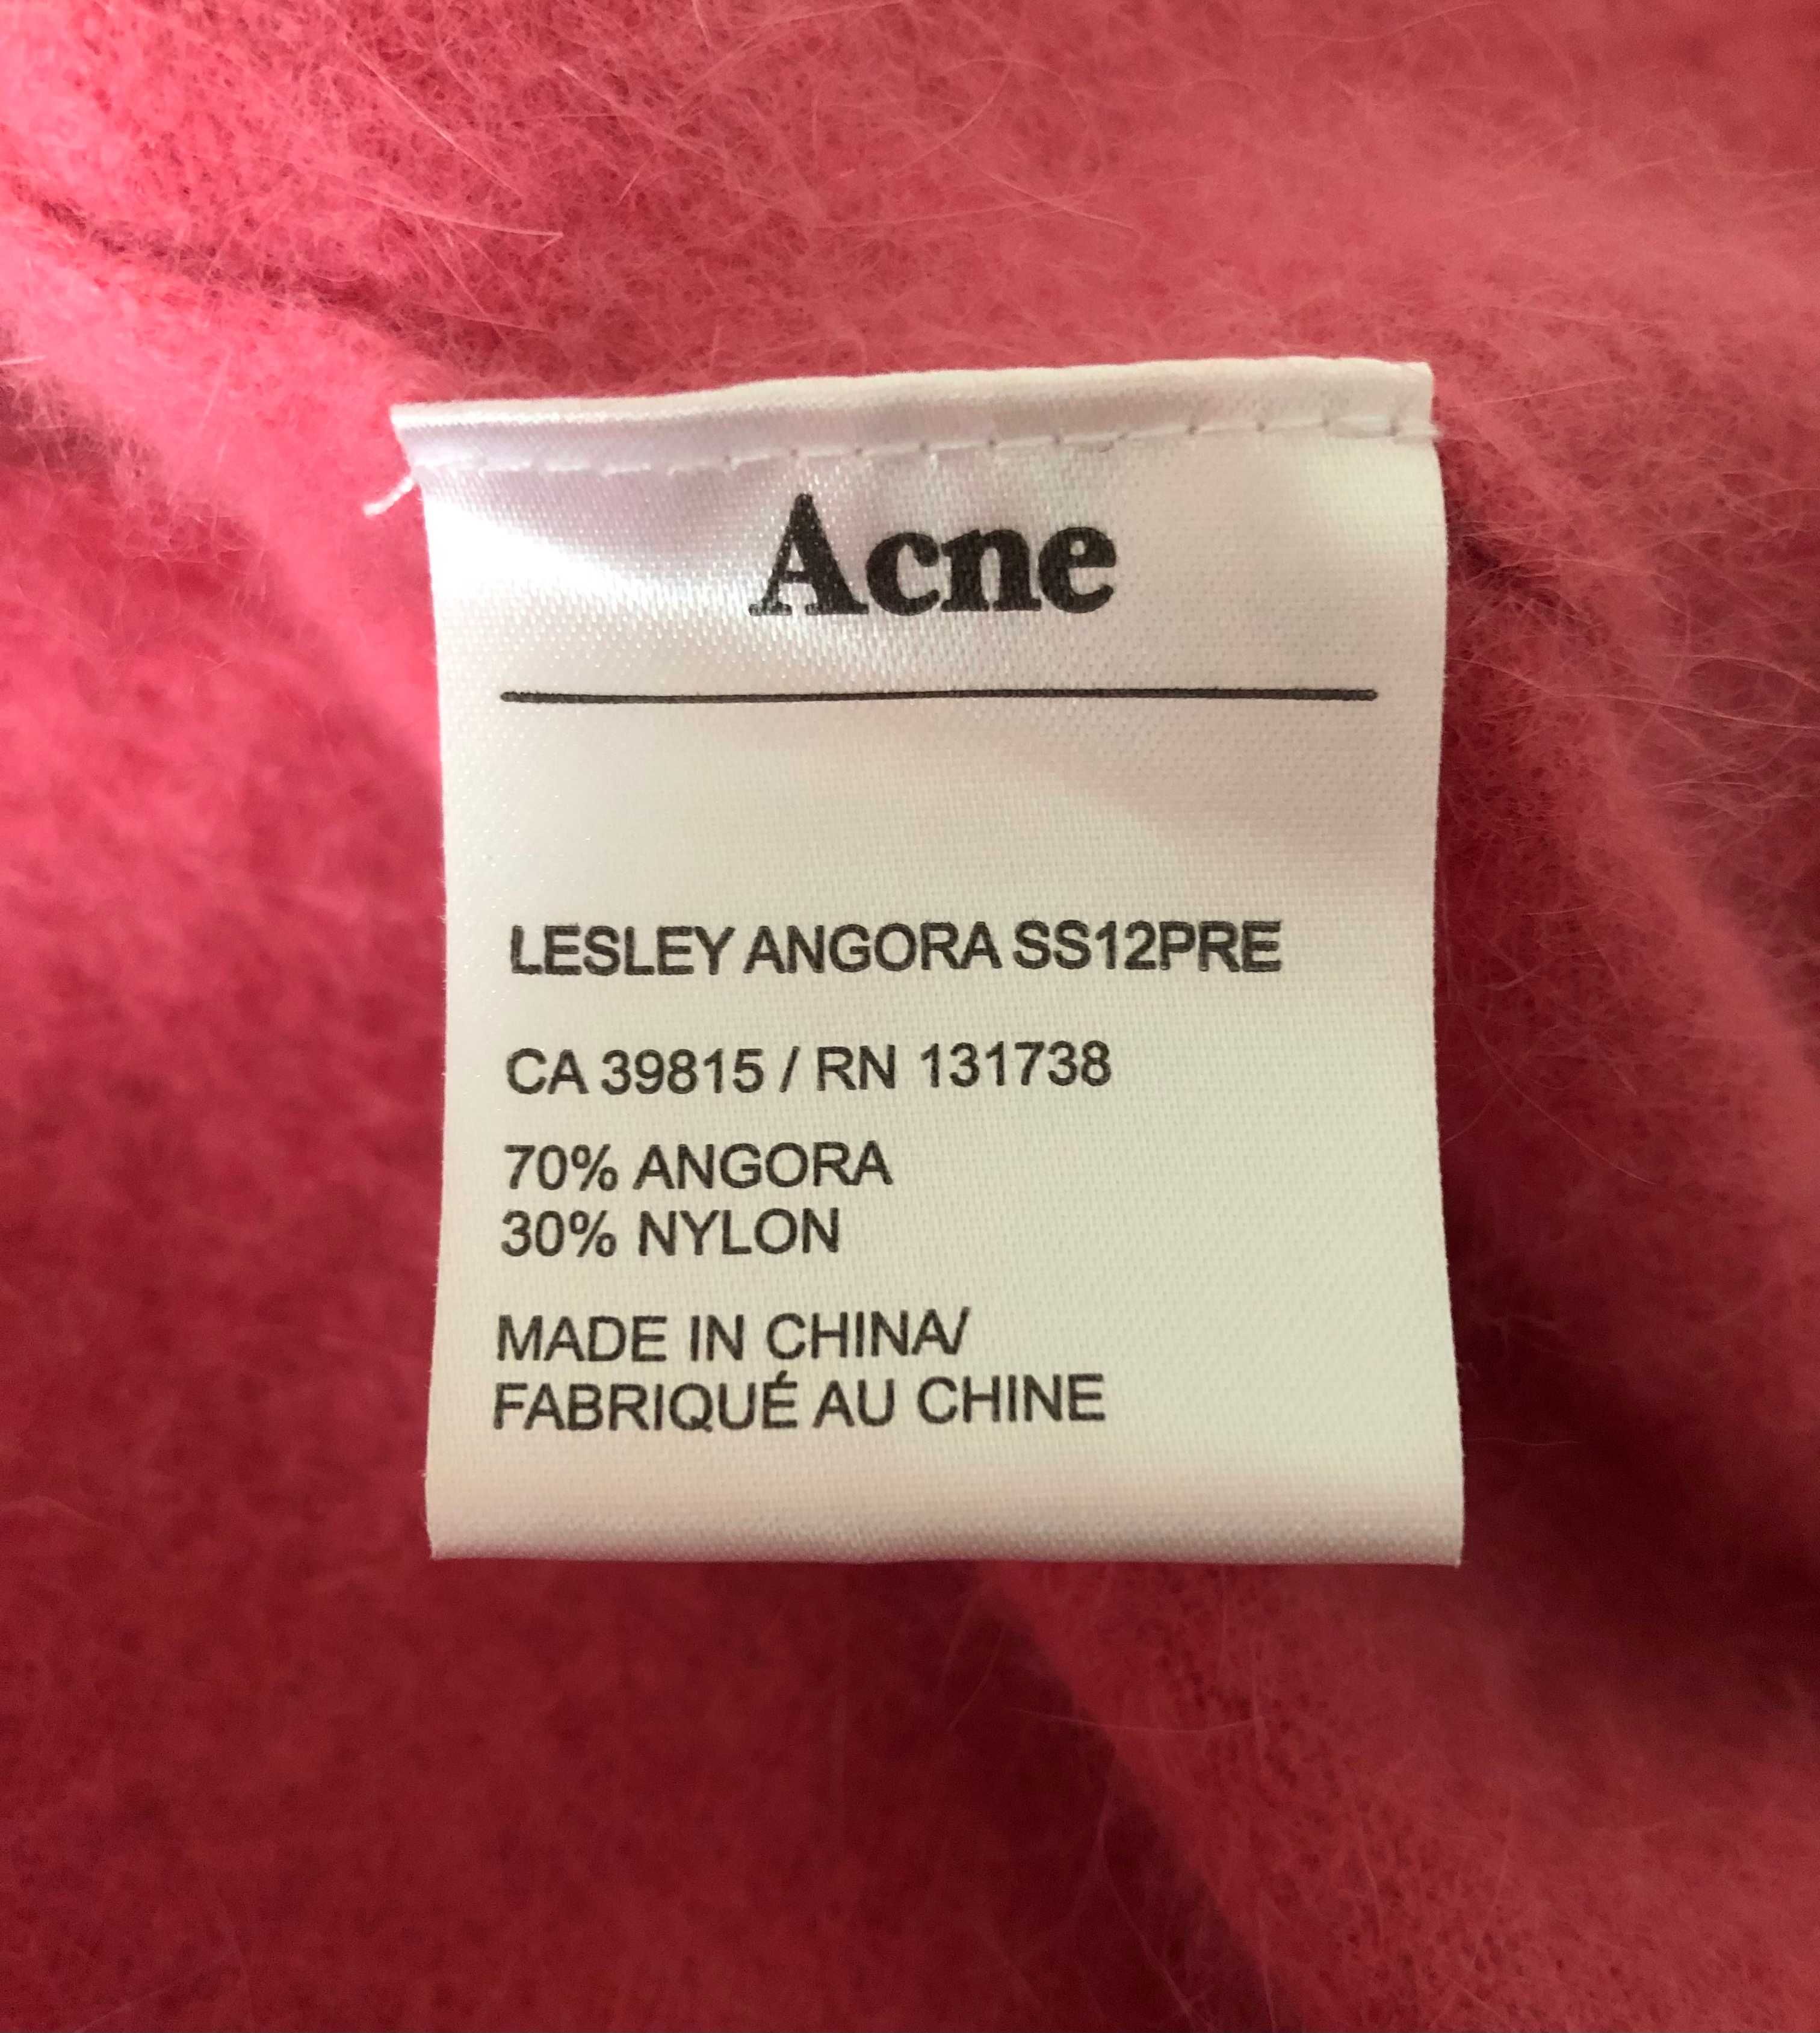 Acne
LESLEY ANGORA SS12PRE
CA 39815 / RN 131738
70% ANGORA
30% NYLON
MADE IN CHINA/
FABRIQUÉ AU CHINE